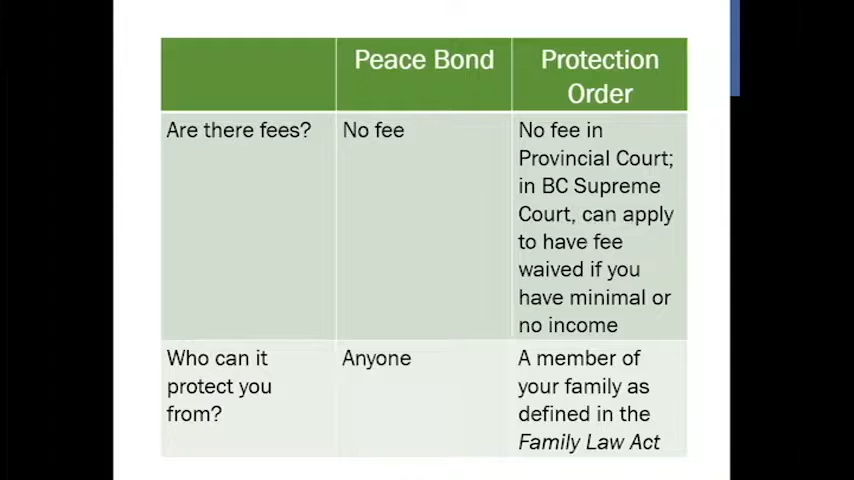 Peace Bond
Protection
Order
Are there fees?
No fee
No fee in
Provincial Court;
in BC Supreme
Court, can apply
to have fee
waived if you
have minimal or
no income
Who can it
protect you
from?
Anyone
A member of
your family as
defined in the
Family Law Act